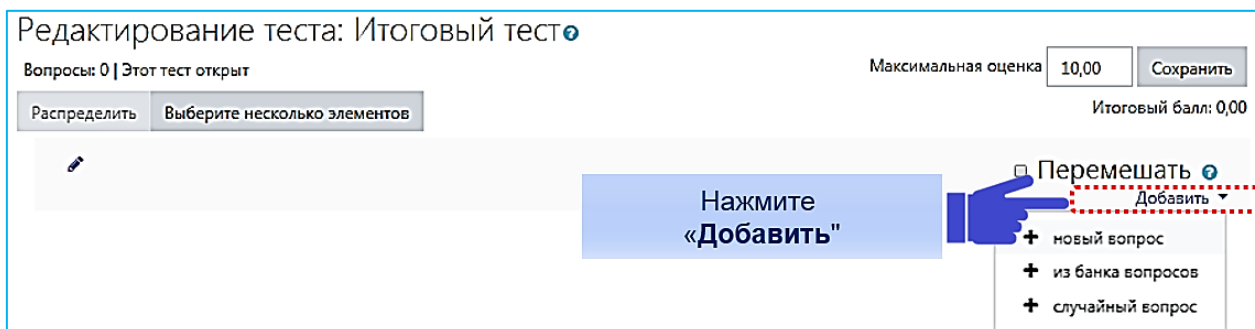 Редактирование теста: Итоговый тест
Вопросы: 0 | Этот тест открыт
Максимальная оценка 10,00 Сохранить
Распределить Выберите несколько элементов
Итоговый балл: 0,00
Перемешать
Добавить
Нажмите
«Добавить"
новый вопрос
из банка вопросов
случайный вопрос